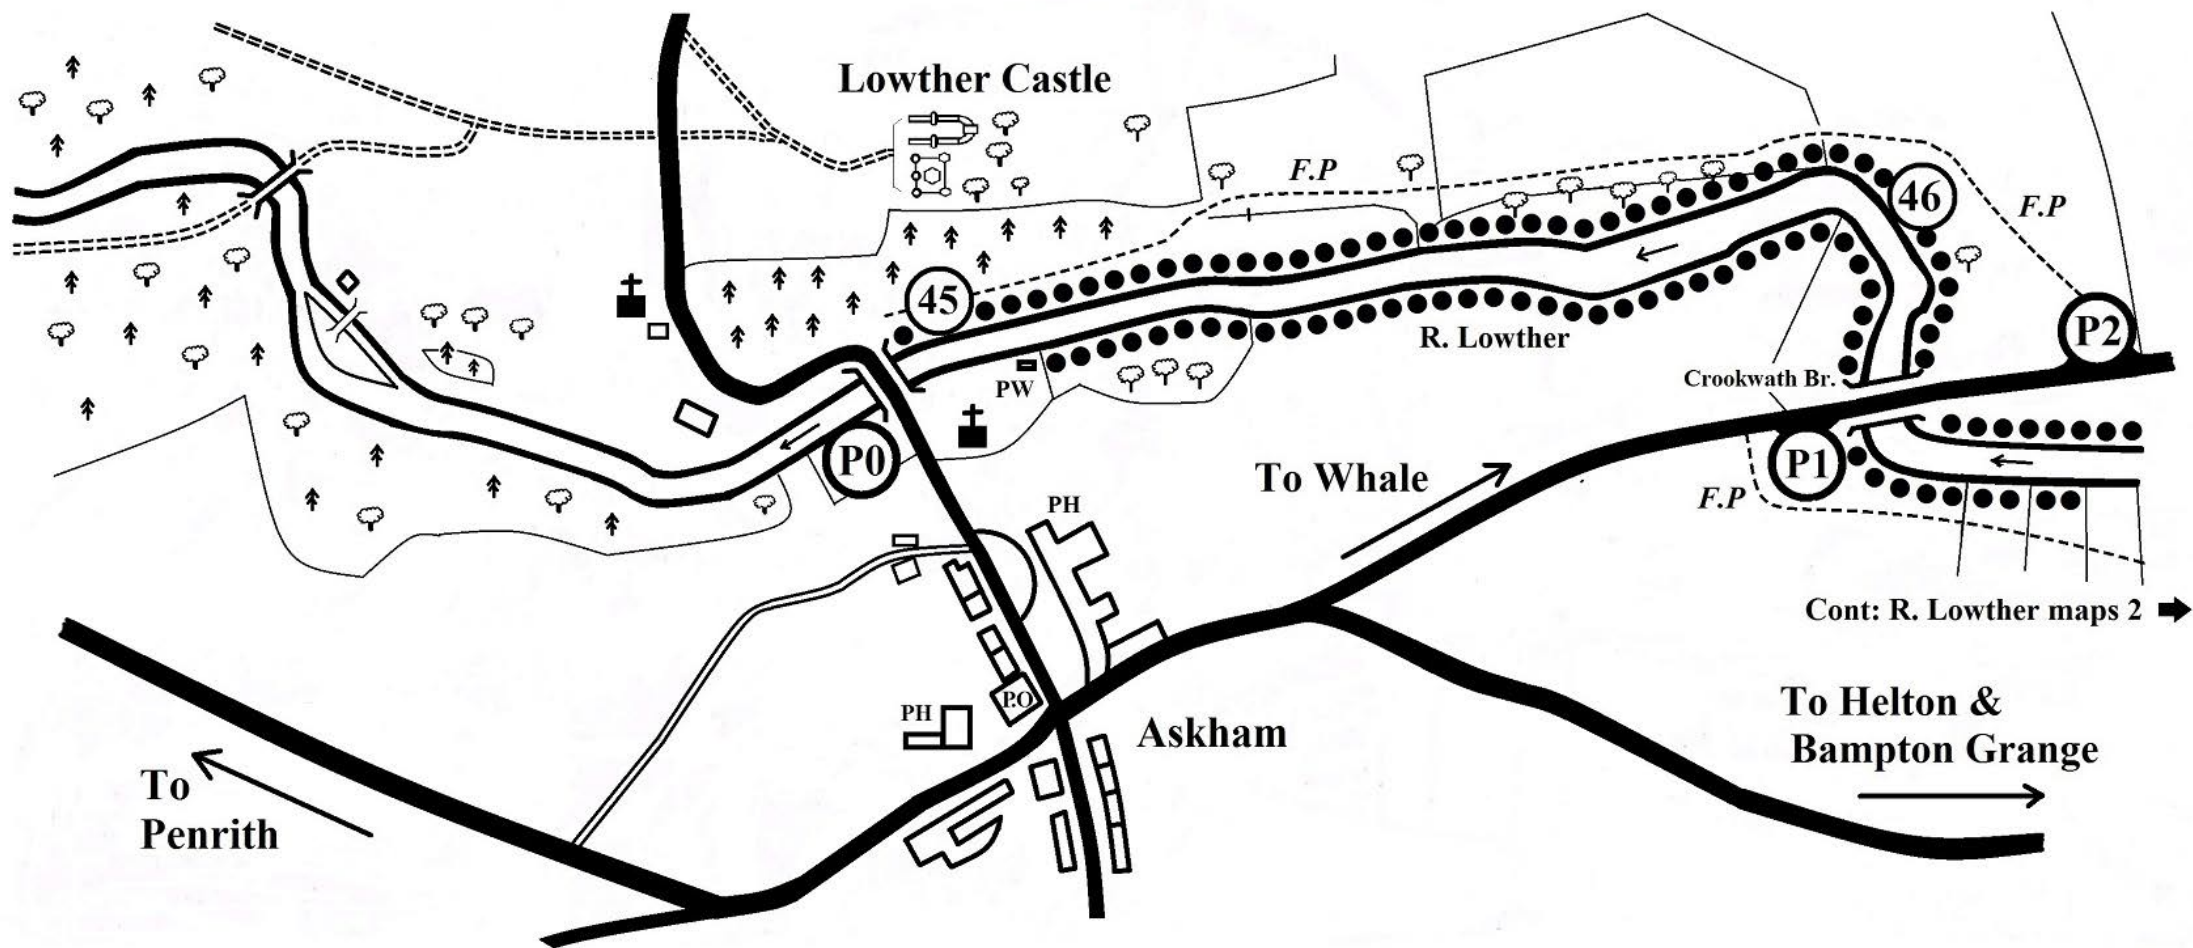 Lowther Castle
F.P
46
F.P
45
P2
R. Lowther
PW
Crookwath Br.
P0
P1
To Whale
F.P
PH
Cont: R. Lowther maps 2
P.O
PH
Askham
To Helton &
Bampton Grange
To
Penrith